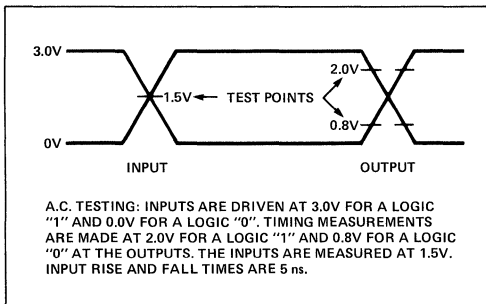 3.0V
2.0V
1.5V
TEST POINTS
0.8V
0V
INPUT
OUTPUT
A.C. TESTING: INPUTS ARE DRIVEN AT 3.0V FOR A LOGIC
"1" AND 0.0V FOR A LOGIC "0". TIMING MEASUREMENTS
ARE MADE AT 2.0V FOR A LOGIC "1" AND 0.8V FOR A LOGIC
"0" AT THE OUTPUTS. THE INPUTS ARE MEASURED AT 1.5V.
INPUT RISE AND FALL TIMES ARE 5 ns.